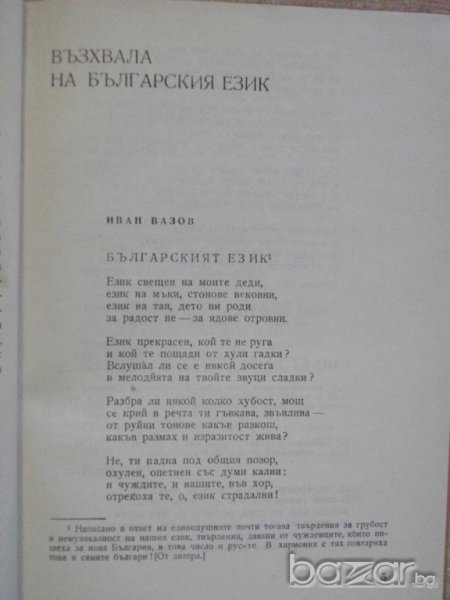 ВЪЗХВАЛА
НА БЪЛГАРСКИЯ ЕЗИК
ИВАН ВАЗОВ
БЪЛГАРСКИЯТ ЕЗИК¹
Език свещен на моите деди,
език на мъки, стонове вековни,
език на тая, дето ни роди
за радост не — за ядове отровни.
Език прекрасен, кой те не руга
и кой те пощади от хули гадки?
Вслушал ли се е някой досега
в мелодията на твойте звуци сладки?
Разбра ли някой колко хубост, мощ
се крий в речта ти гъвкава, звънлива —
от руйни тонове какъв разкош,
какъв размах и изразитост жива?
Не, ти падна под общия позор,
охулен, опетнен със думи кални:
и чуждите, и нашите, във хор,
отрекоха те, о, език страдални!
¹ Написано в ответ на единодушните почти тогава твърдения за грубост
и немузикалност на нашия език, твърдения, давани от чужденците, които пи-
шеха за нова България, в това число и русите. В хармония с тях повтаряха
това и самите българи! [От автора.]
5
bazar.bg